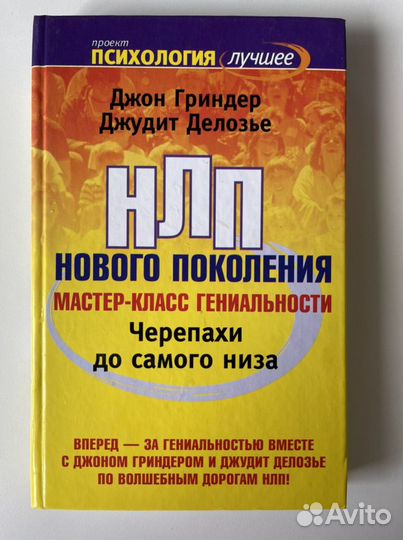 проект
ПСИХОЛОГИЯ лучшее
Джон Гриндер
Джудит Делозье
НЛП
НОВОГО ПОКОЛЕНИЯ
МАСТЕР-КЛАСС ГЕНИАЛЬНОСТИ
Черепахи
до самого низа
ВПЕРЕД — ЗА ГЕНИАЛЬНОСТЬЮ ВМЕСТЕ
С ДЖОНОМ ГРИНДЕРОМ И ДЖУДИТ ДЕЛОЗЬЕ
ПО ВОЛШЕБНЫМ ДОРОГАМ НЛП!
Avito